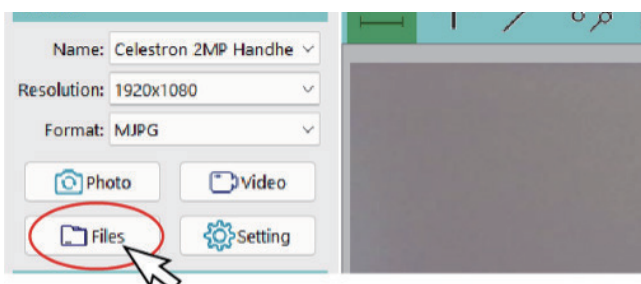 Name: Celestron 2MP Handhe
Resolution: 1920x1080
Format: MJPG
Photo Video
Files Setting